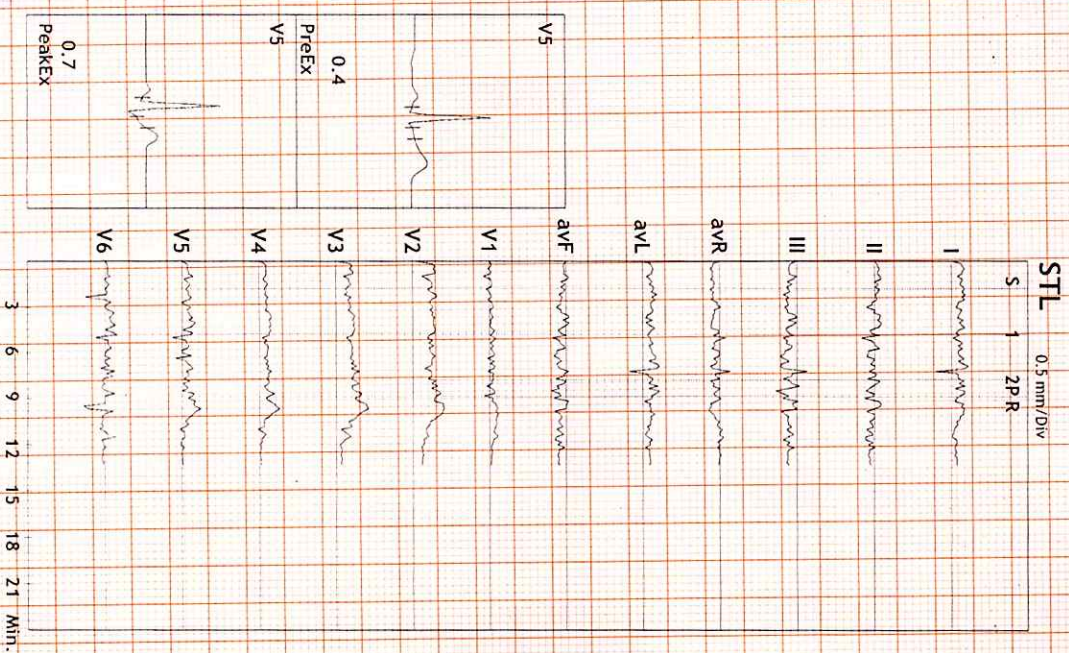 STL 0.5 mm/Div
S 1 2P R
I
II
III
avR
avL
avF
V1
V2
V3
V4
V5
V6
3 6 9 12 15 18 21 Min.
V5
0.4
PreEx
V5
0.7
PeakEx